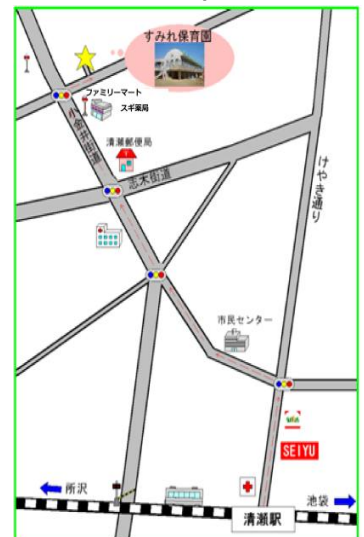 すみれ保育園
ファミリーマート
スギ薬局
小金井街道
清瀬郵便局
志木街道
けやき通り
市民センター
SEIYU
所沢
池袋
清瀬駅